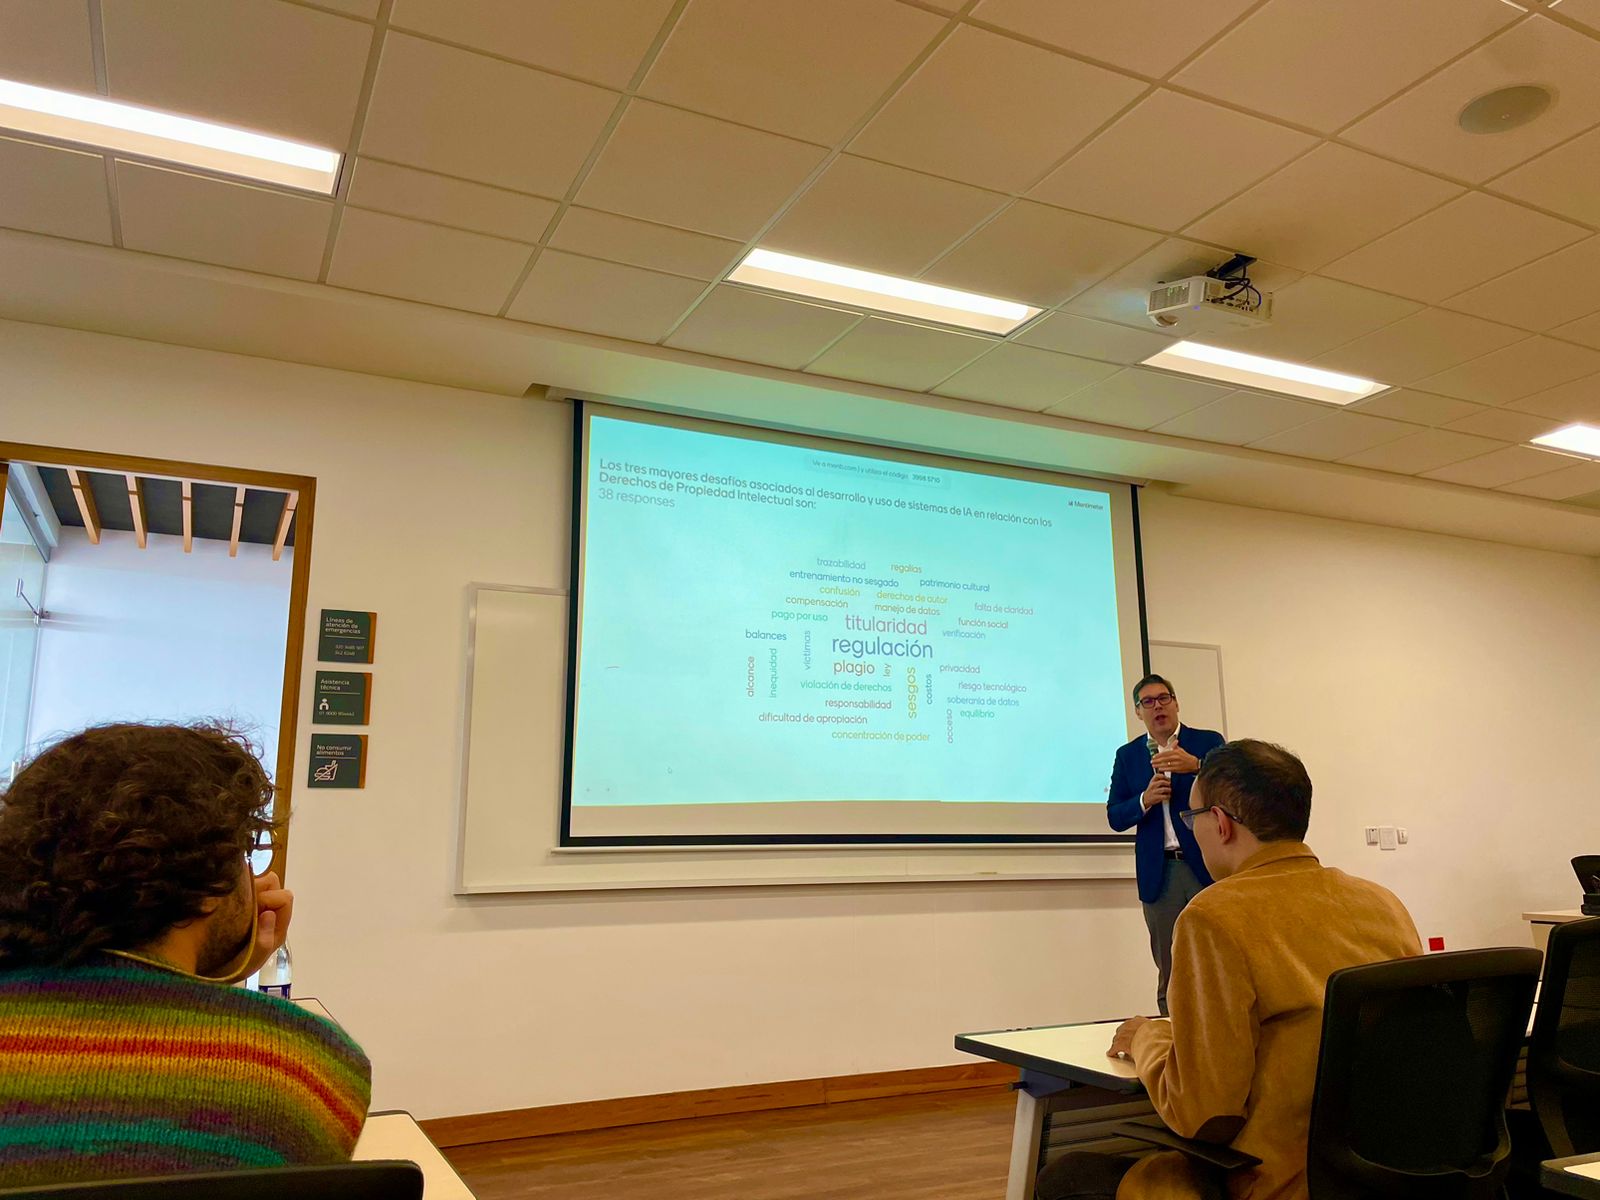 Ve a menti.com | y utiliza el código 3998 5710
Los tres mayores desafíos asociados al desarrollo y uso de sistemas de IA en relación con los
Derechos de Propiedad Intelectual son:
38 responses
Mentimeter
trazabilidad
regalías
entrenamiento no sesgado
patrimonio cultural
confusión
derechos de autor
compensación
manejo de datos
falta de claridad
pago por uso
titularidad
función social
verificación
balances
víctimas
regulación
alcance
inequidad
plagio
ley
sesgos
costos
privacidad
violación de derechos
riesgo tecnológico
responsabilidad
soberanía de datos
dificultad de apropiación
acceso
equilibrio
concentración de poder
Líneas de
atención de
emergencias
Asistencia
técnica
No consumir
alimentos